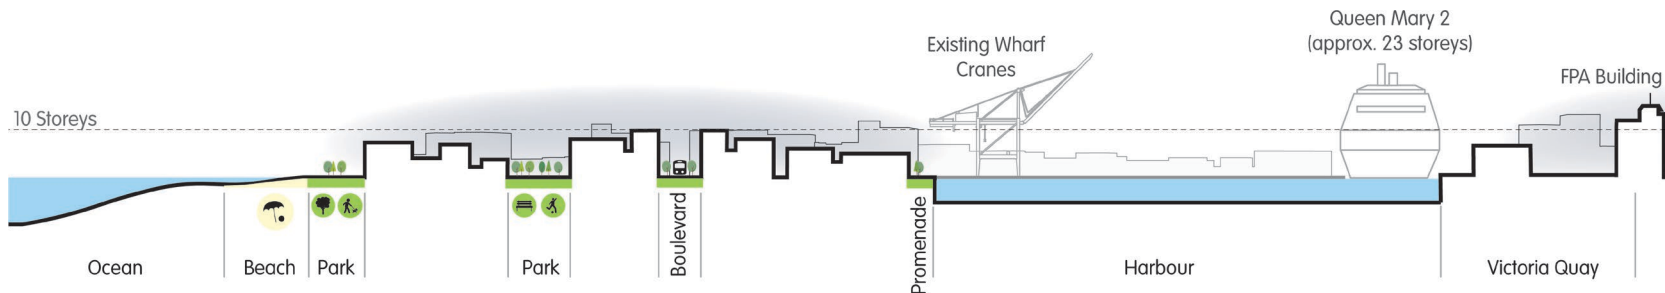 Queen Mary 2
(approx. 23 storeys)
Existing Wharf
Cranes
FPA Building
10 Storeys
Ocean
Beach
Park
Park
Boulevard
Promenade
Harbour
Victoria Quay